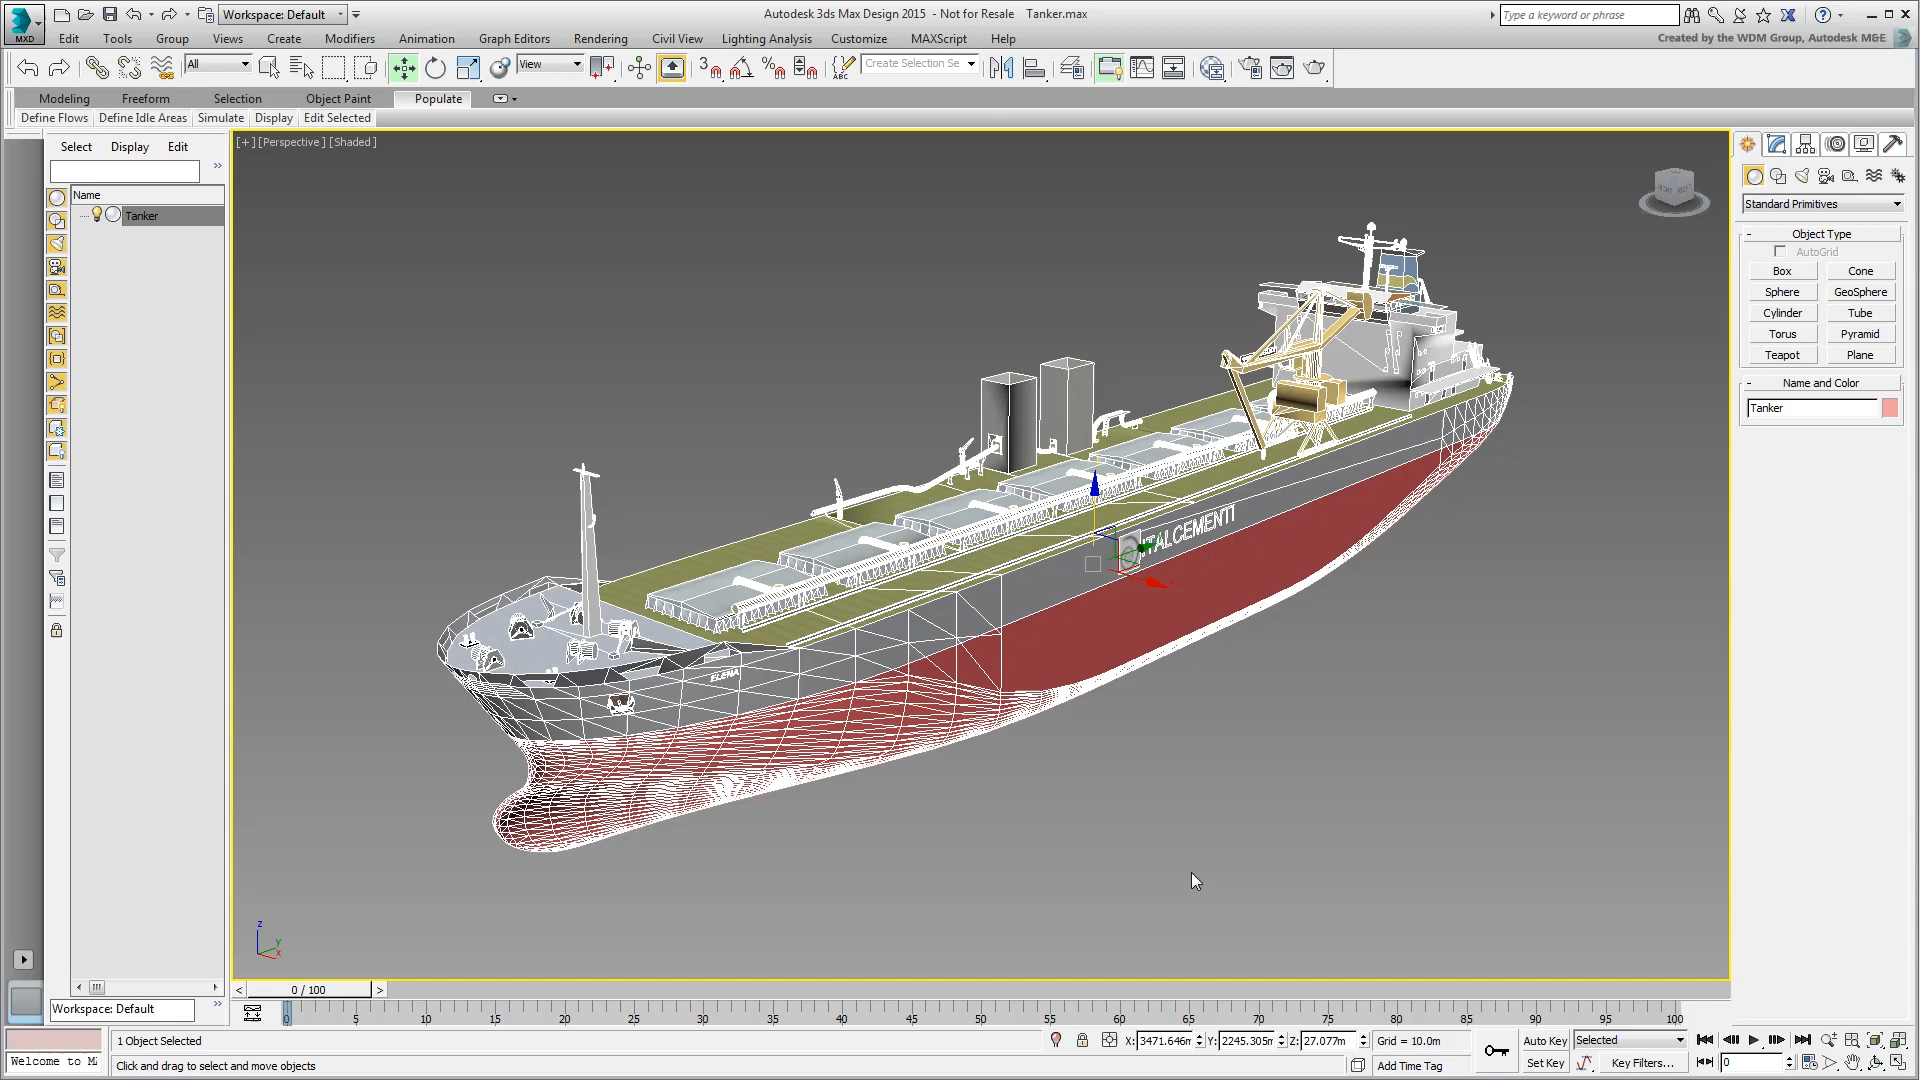 MXD
Workspace: Default
Autodesk 3ds Max Design 2015 - Not for Resale Tanker.max
Type a keyword or phrase
Edit Tools Group Views Create Modifiers Animation Graph Editors Rendering Civil View Lighting Analysis Customize MAXScript Help
Created by the WDM Group, Autodesk M&E
All
View
3
ABC
Create Selection Se
Modeling Freeform Selection Object Paint Populate
Define Flows Define Idle Areas Simulate Display Edit Selected
Select Display Edit
Name
Tanker
[+] [Perspective] [Shaded]
Standard Primitives
- Object Type
AutoGrid
Box Cone
Sphere GeoSphere
Cylinder Tube
Torus Pyramid
Teapot Plane
- Name and Color
Tanker
ITALCEMENTI
ELENA
z
y
x
< 0 / 100 >
Workspace: Default
0 5 10 15 20 25 30 35 40 45 50 55 60 65 70 75 80 85 90 95 100
1 Object Selected
X: 3471.646m Y: 2245.305m Z: 27.077m
Grid = 10.0m
Auto Key Selected
Welcome to M
Click and drag to select and move objects
Add Time Tag
Set Key Key Filters...
0